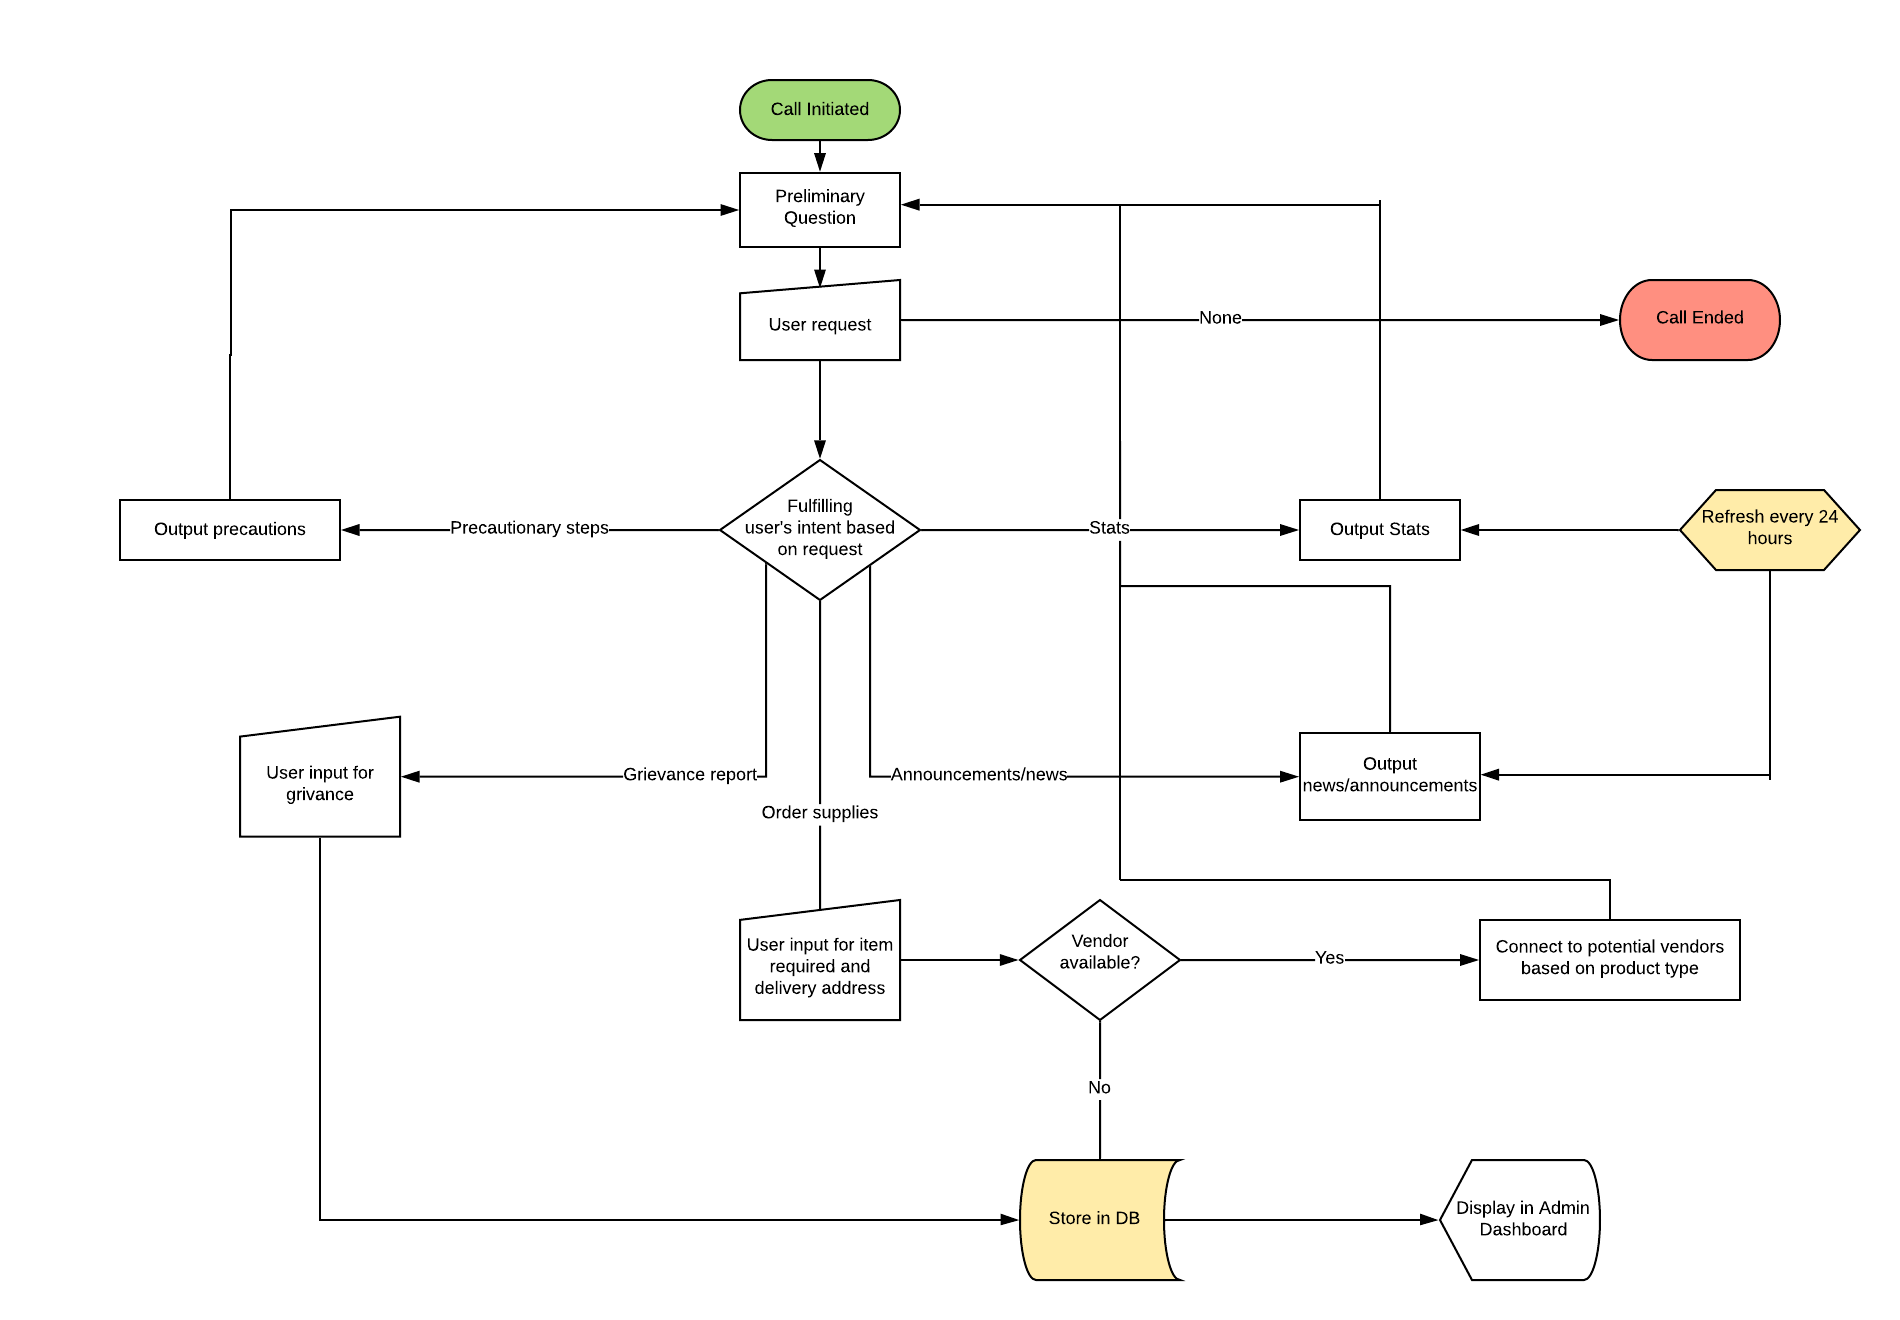 Call Initiated
Preliminary
Question
User request
None
Call Ended
Fulfilling
user's intent based
on request
Precautionary steps
Output precautions
Stats
Output Stats
Refresh every 24
hours
User input for
grivance
Grievance report
Order supplies
Announcements/news
Output
news/announcements
User input for item
required and
delivery address
Vendor
available?
Yes
Connect to potential vendors
based on product type
No
Store in DB
Display in Admin
Dashboard